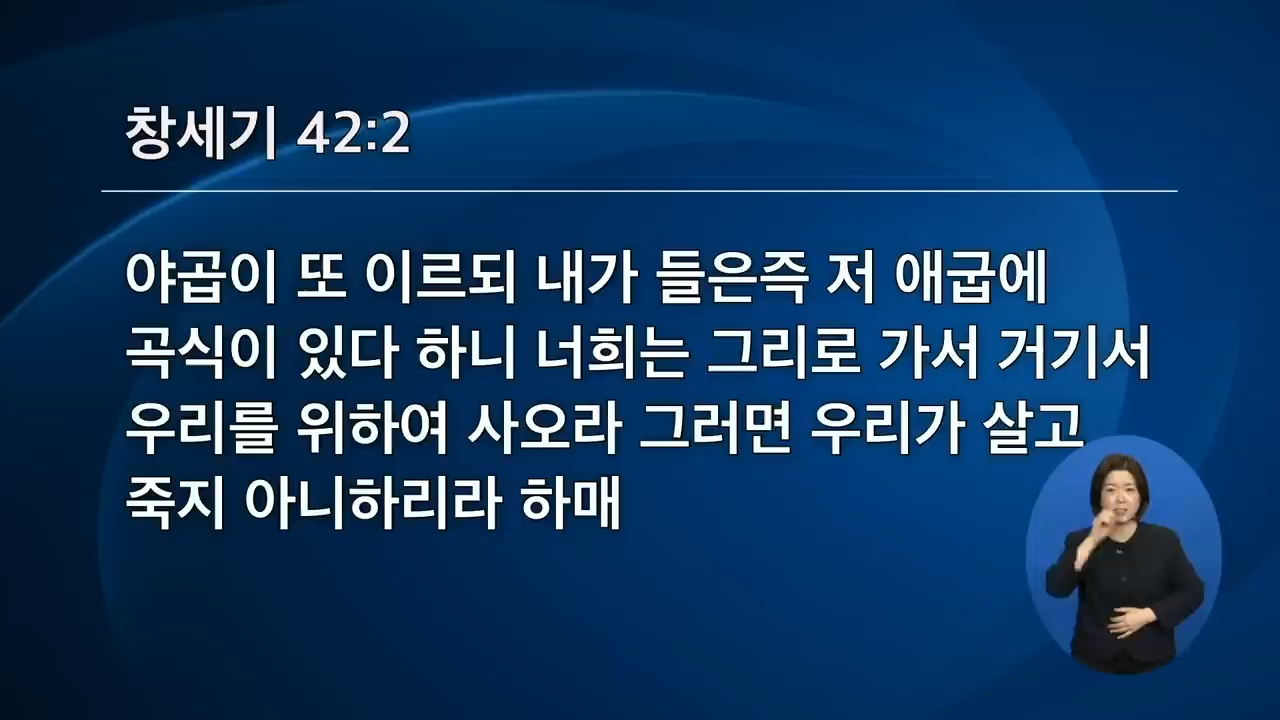 창세기 42:2
야곱이 또 이르되 내가 들은즉 저 애굽에
곡식이 있다 하니 너희는 그리로 가서 거기서
우리를 위하여 사오라 그러면 우리가 살고
죽지 아니하리라 하매